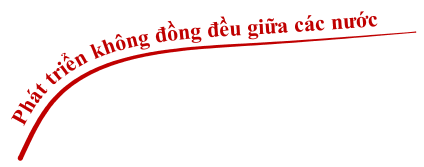 Phát triển không đồng đều giữa các nước